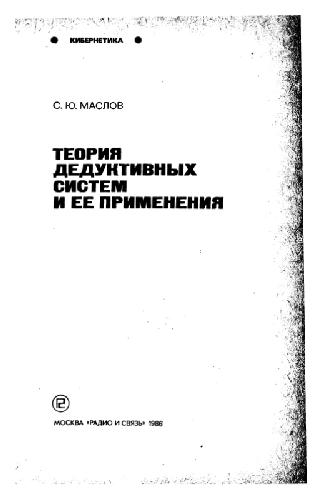 КИБЕРНЕТИКА
С. Ю. МАСЛОВ
ТЕОРИЯ
ДЕДУКТИВНЫХ
СИСТЕМ
И ЕЕ ПРИМЕНЕНИЯ
МОСКВА «РАДИО И СВЯЗЬ» 1986